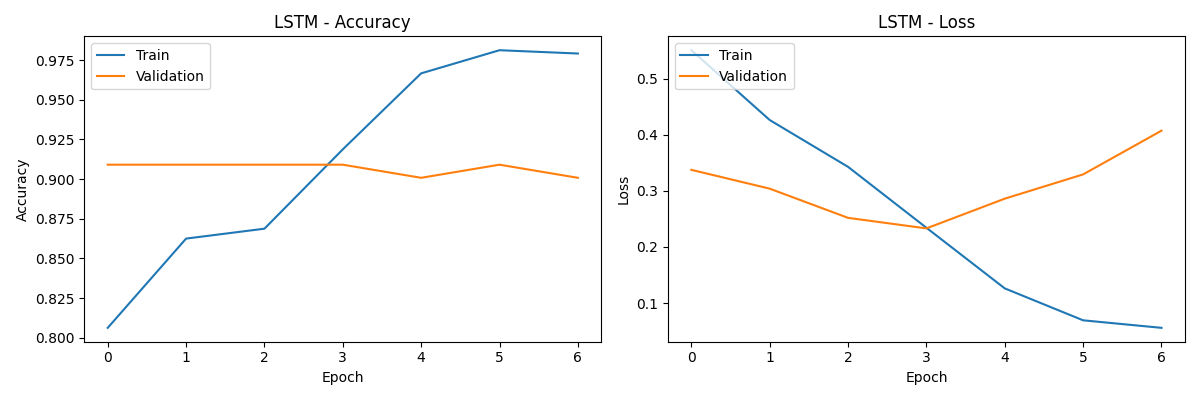 LSTM - Accuracy
Train
Validation
Accuracy
0.975
0.950
0.925
0.900
0.875
0.850
0.825
0.800
0 1 2 3 4 5 6
Epoch
LSTM - Loss
Train
Validation
Loss
0.5
0.4
0.3
0.2
0.1
0 1 2 3 4 5 6
Epoch